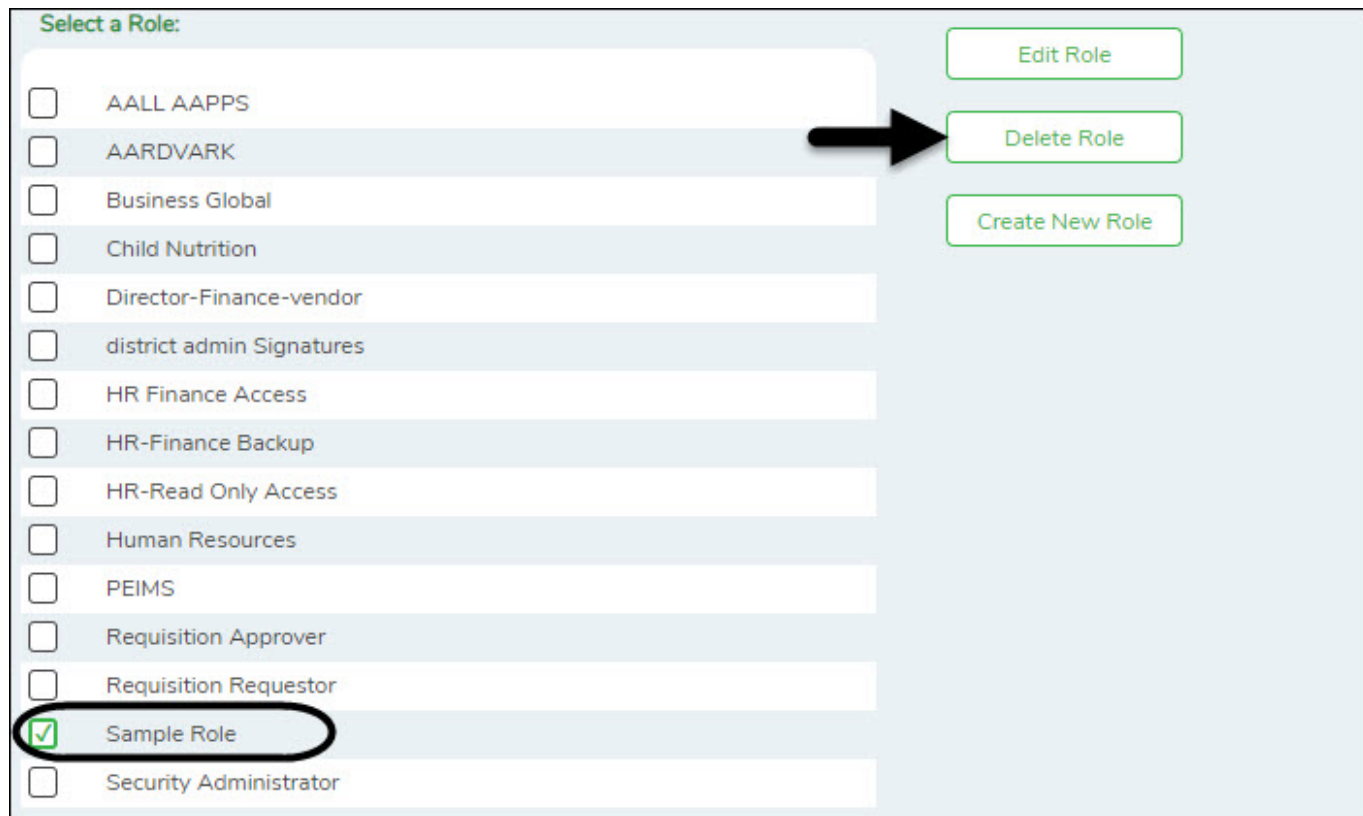 Select a Role:
AALL AAPPS
AARDVARK
Business Global
Child Nutrition
Director-Finance-vendor
district admin Signatures
HR Finance Access
HR-Finance Backup
HR-Read Only Access
Human Resources
PEIMS
Requisition Approver
Requisition Requestor
Sample Role
Security Administrator
Edit Role
Delete Role
Create New Role